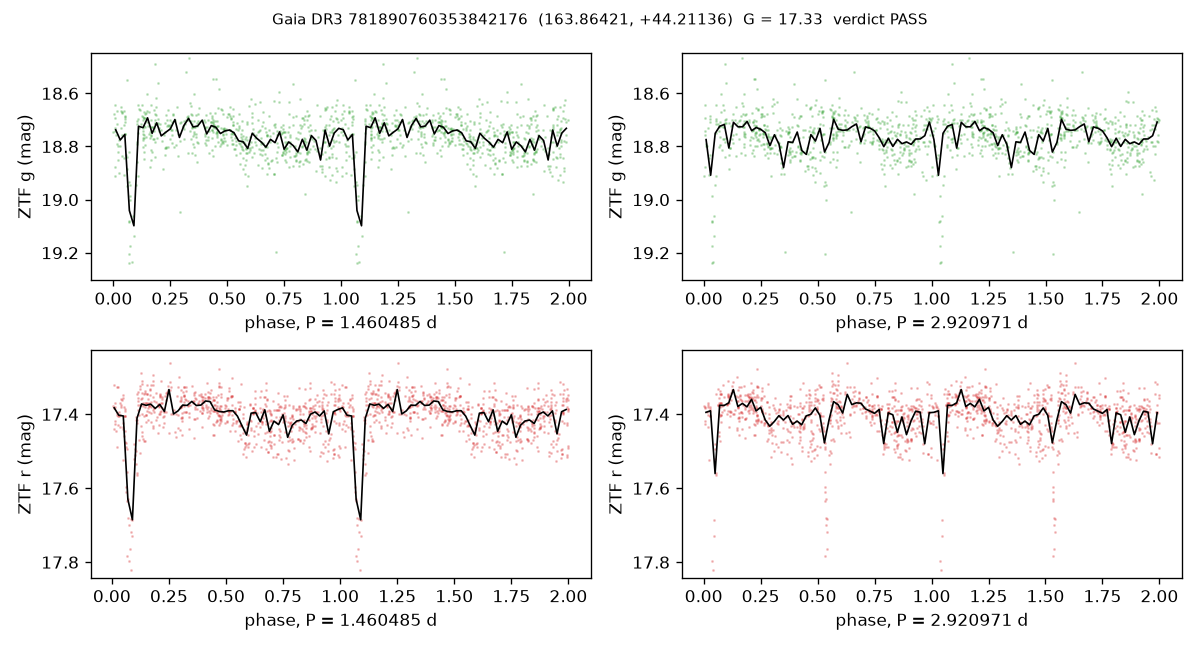 Gaia DR3 781890760353842176 (163.86421, +44.21136) G = 17.33 verdict PASS
ZTF g (mag)
18.6
18.8
19.0
19.2
0.00 0.25 0.50 0.75 1.00 1.25 1.50 1.75 2.00
phase, P = 1.460485 d
ZTF g (mag)
18.6
18.8
19.0
19.2
0.00 0.25 0.50 0.75 1.00 1.25 1.50 1.75 2.00
phase, P = 2.920971 d
ZTF r (mag)
17.4
17.6
17.8
0.00 0.25 0.50 0.75 1.00 1.25 1.50 1.75 2.00
phase, P = 1.460485 d
ZTF r (mag)
17.4
17.6
17.8
0.00 0.25 0.50 0.75 1.00 1.25 1.50 1.75 2.00
phase, P = 2.920971 d